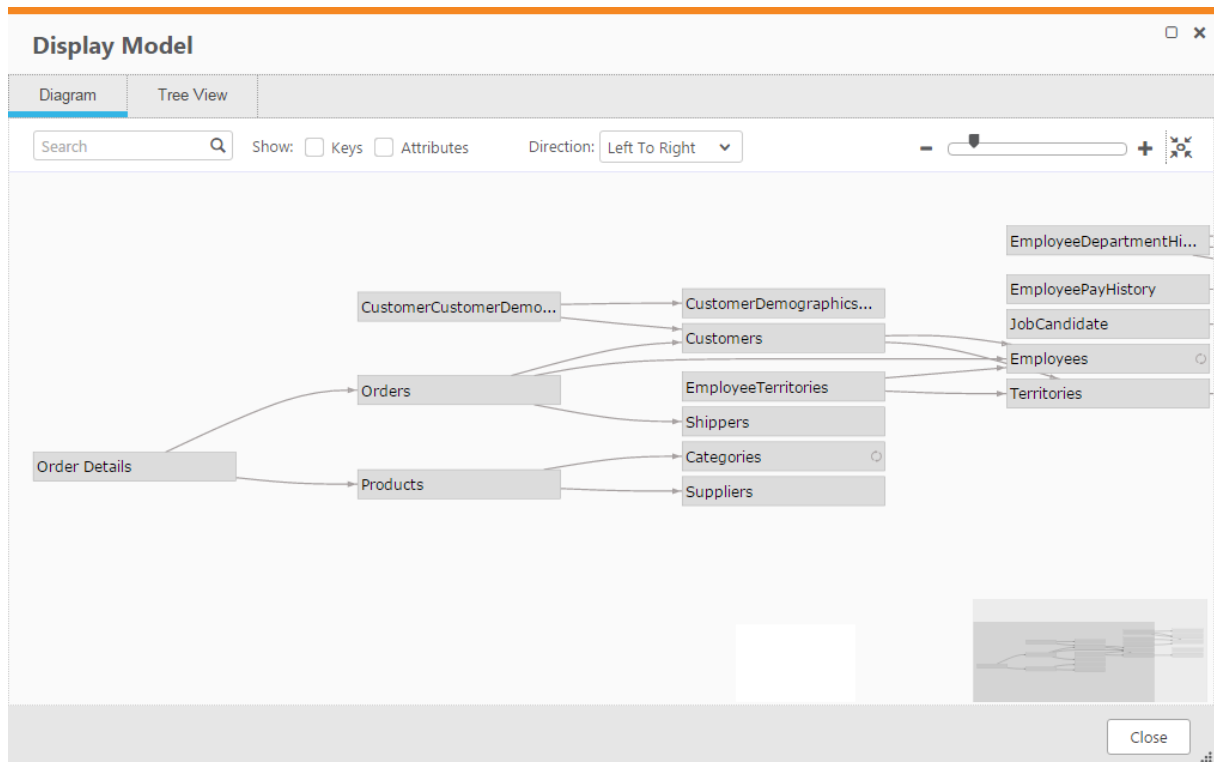 Display Model
Diagram
Tree View
Search
Show:
Keys
Attributes
Direction:
Left To Right
EmployeeDepartmentHi...
EmployeePayHistory
CustomerCustomerDemo...
CustomerDemographics...
JobCandidate
Customers
Employees
Orders
EmployeeTerritories
Territories
Shippers
Order Details
Categories
Products
Suppliers
Close